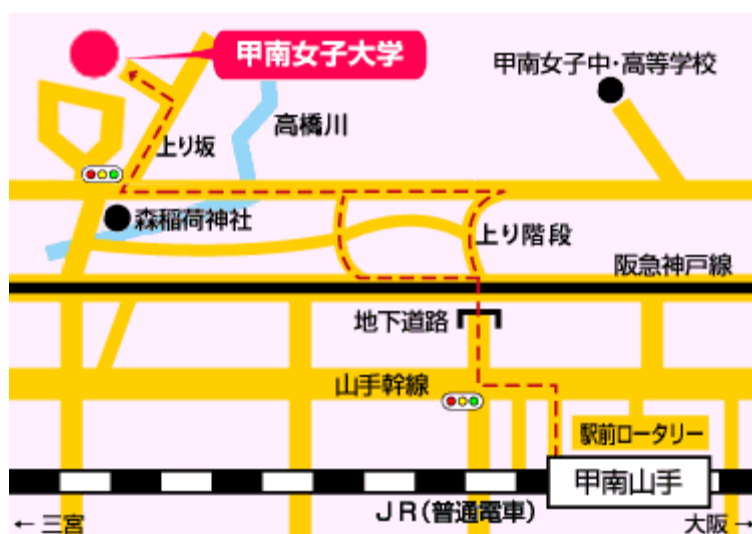 甲南女子大学
甲南女子中・高等学校
高橋川
上り坂
森稲荷神社
上り階段
阪急神戸線
地下道路
山手幹線
駅前ロータリー
甲南山手
JR(普通電車)
← 三宮
大阪 →